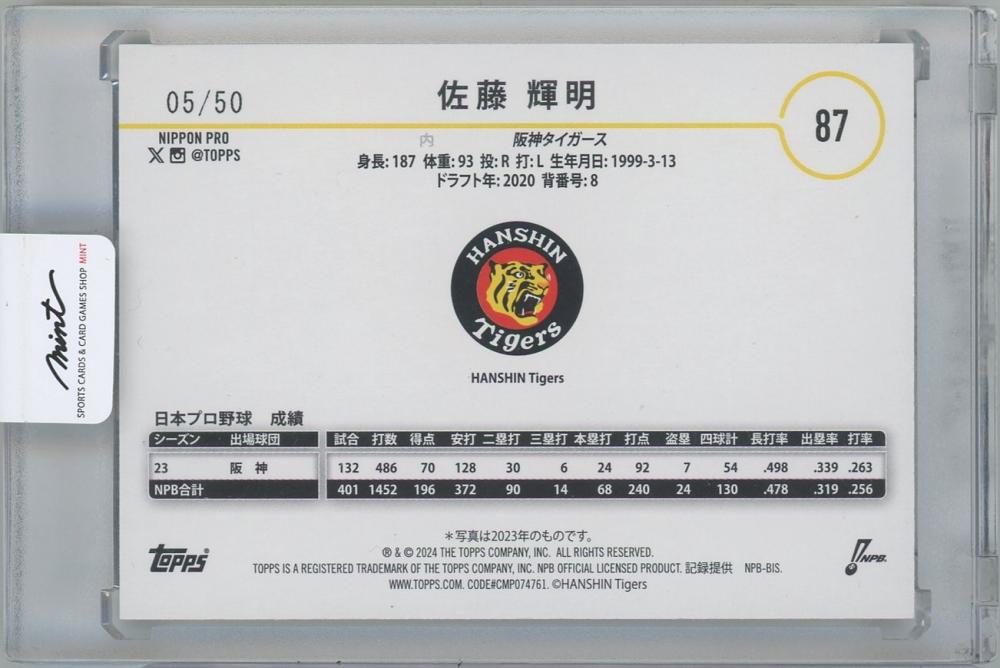 05/50
佐藤 輝明
87
NIPPON PRO
@TOPPS
内
阪神タイガース
身長: 187 体重: 93 投: R 打: L 生年月日: 1999-3-13
ドラフト年: 2020 背番号: 8
HANSHIN
Tigers
HANSHIN Tigers
mint
SPORTS CARDS & CARD GAMES SHOP MINT
日本プロ野球 成績
シーズン 出場球団 試合 打数 得点 安打 二塁打 三塁打 本塁打 打点 盗塁 四球計 長打率 出塁率 打率
23 阪神 132 486 70 128 30 6 24 92 7 54 .498 .339 .263
NPB合計 401 1452 196 372 90 14 68 240 24 130 .478 .319 .256
＊写真は2023年のものです。
® & © 2024 THE TOPPS COMPANY, INC. ALL RIGHTS RESERVED.
TOPPS IS A REGISTERED TRADEMARK OF THE TOPPS COMPANY, INC. NPB OFFICIAL LICENSED PRODUCT. 記録提供 NPB-BIS.
WWW.TOPPS.COM. CODE#CMP074761. ©HANSHIN Tigers
Topps
NPB